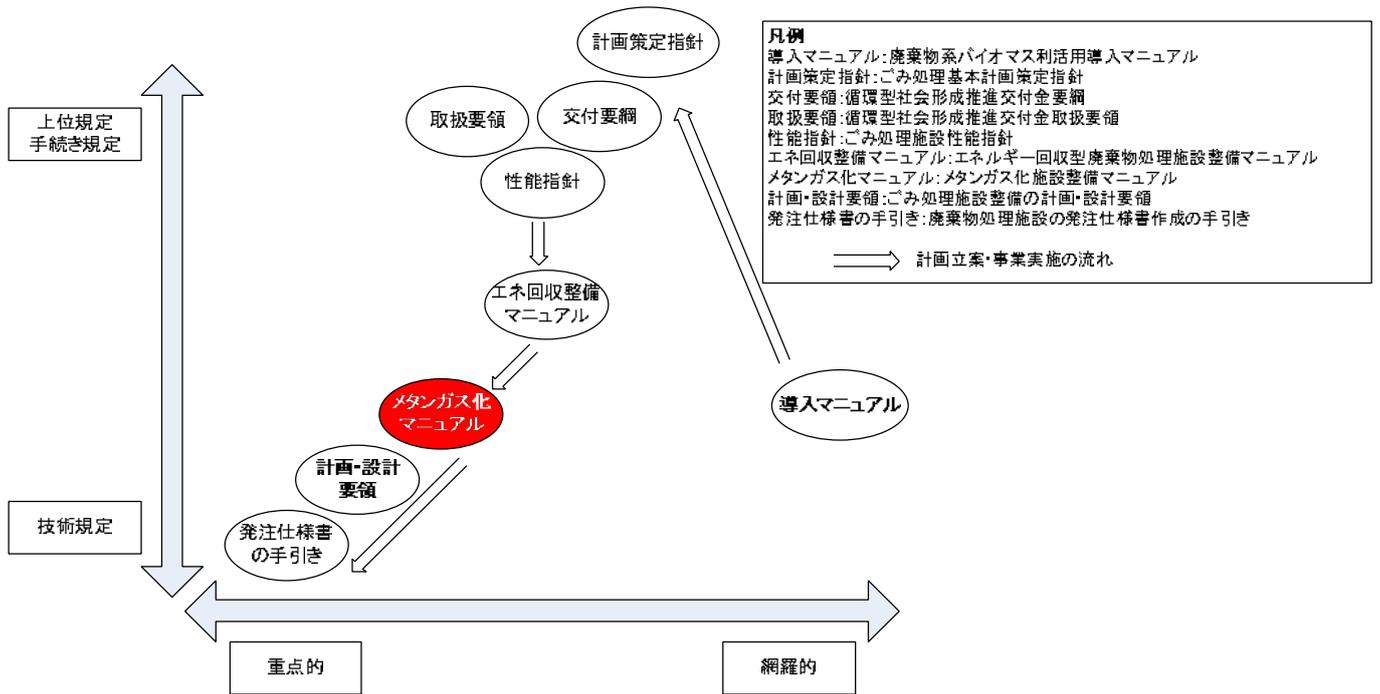 計画策定指針
凡例
導入マニュアル:廃棄物系バイオマス利活用導入マニュアル
計画策定指針:ごみ処理基本計画策定指針
交付要領:循環型社会形成推進交付金要綱
取扱要領:循環型社会形成推進交付金取扱要領
性能指針:ごみ処理施設性能指針
エネ回収整備マニュアル:エネルギー回収型廃棄物処理施設整備マニュアル
メタンガス化マニュアル:メタンガス化施設整備マニュアル
計画・設計要領:ごみ処理施設整備の計画・設計要領
発注仕様書の手引き:廃棄物処理施設の発注仕様書作成の手引き
計画立案・事業実施の流れ
上位規定
手続き規定
取扱要領
交付要綱
性能指針
エネ回収整備
マニュアル
メタンガス化
マニュアル
導入マニュアル
計画・設計
要領
技術規定
発注仕様書
の手引き
重点的
網羅的